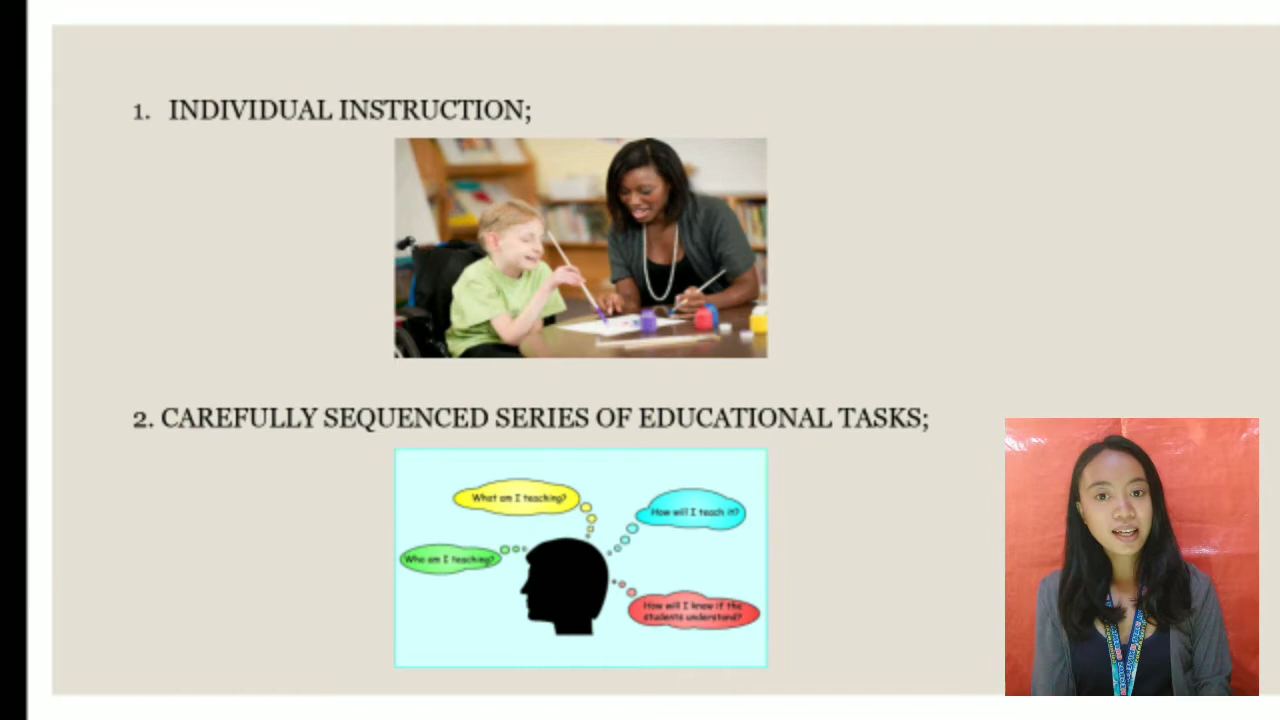 1. INDIVIDUAL INSTRUCTION;
2. CAREFULLY SEQUENCED SERIES OF EDUCATIONAL TASKS;
What am I teaching?
How will I teach it?
Who am I teaching?
How will I know if the
students understand?